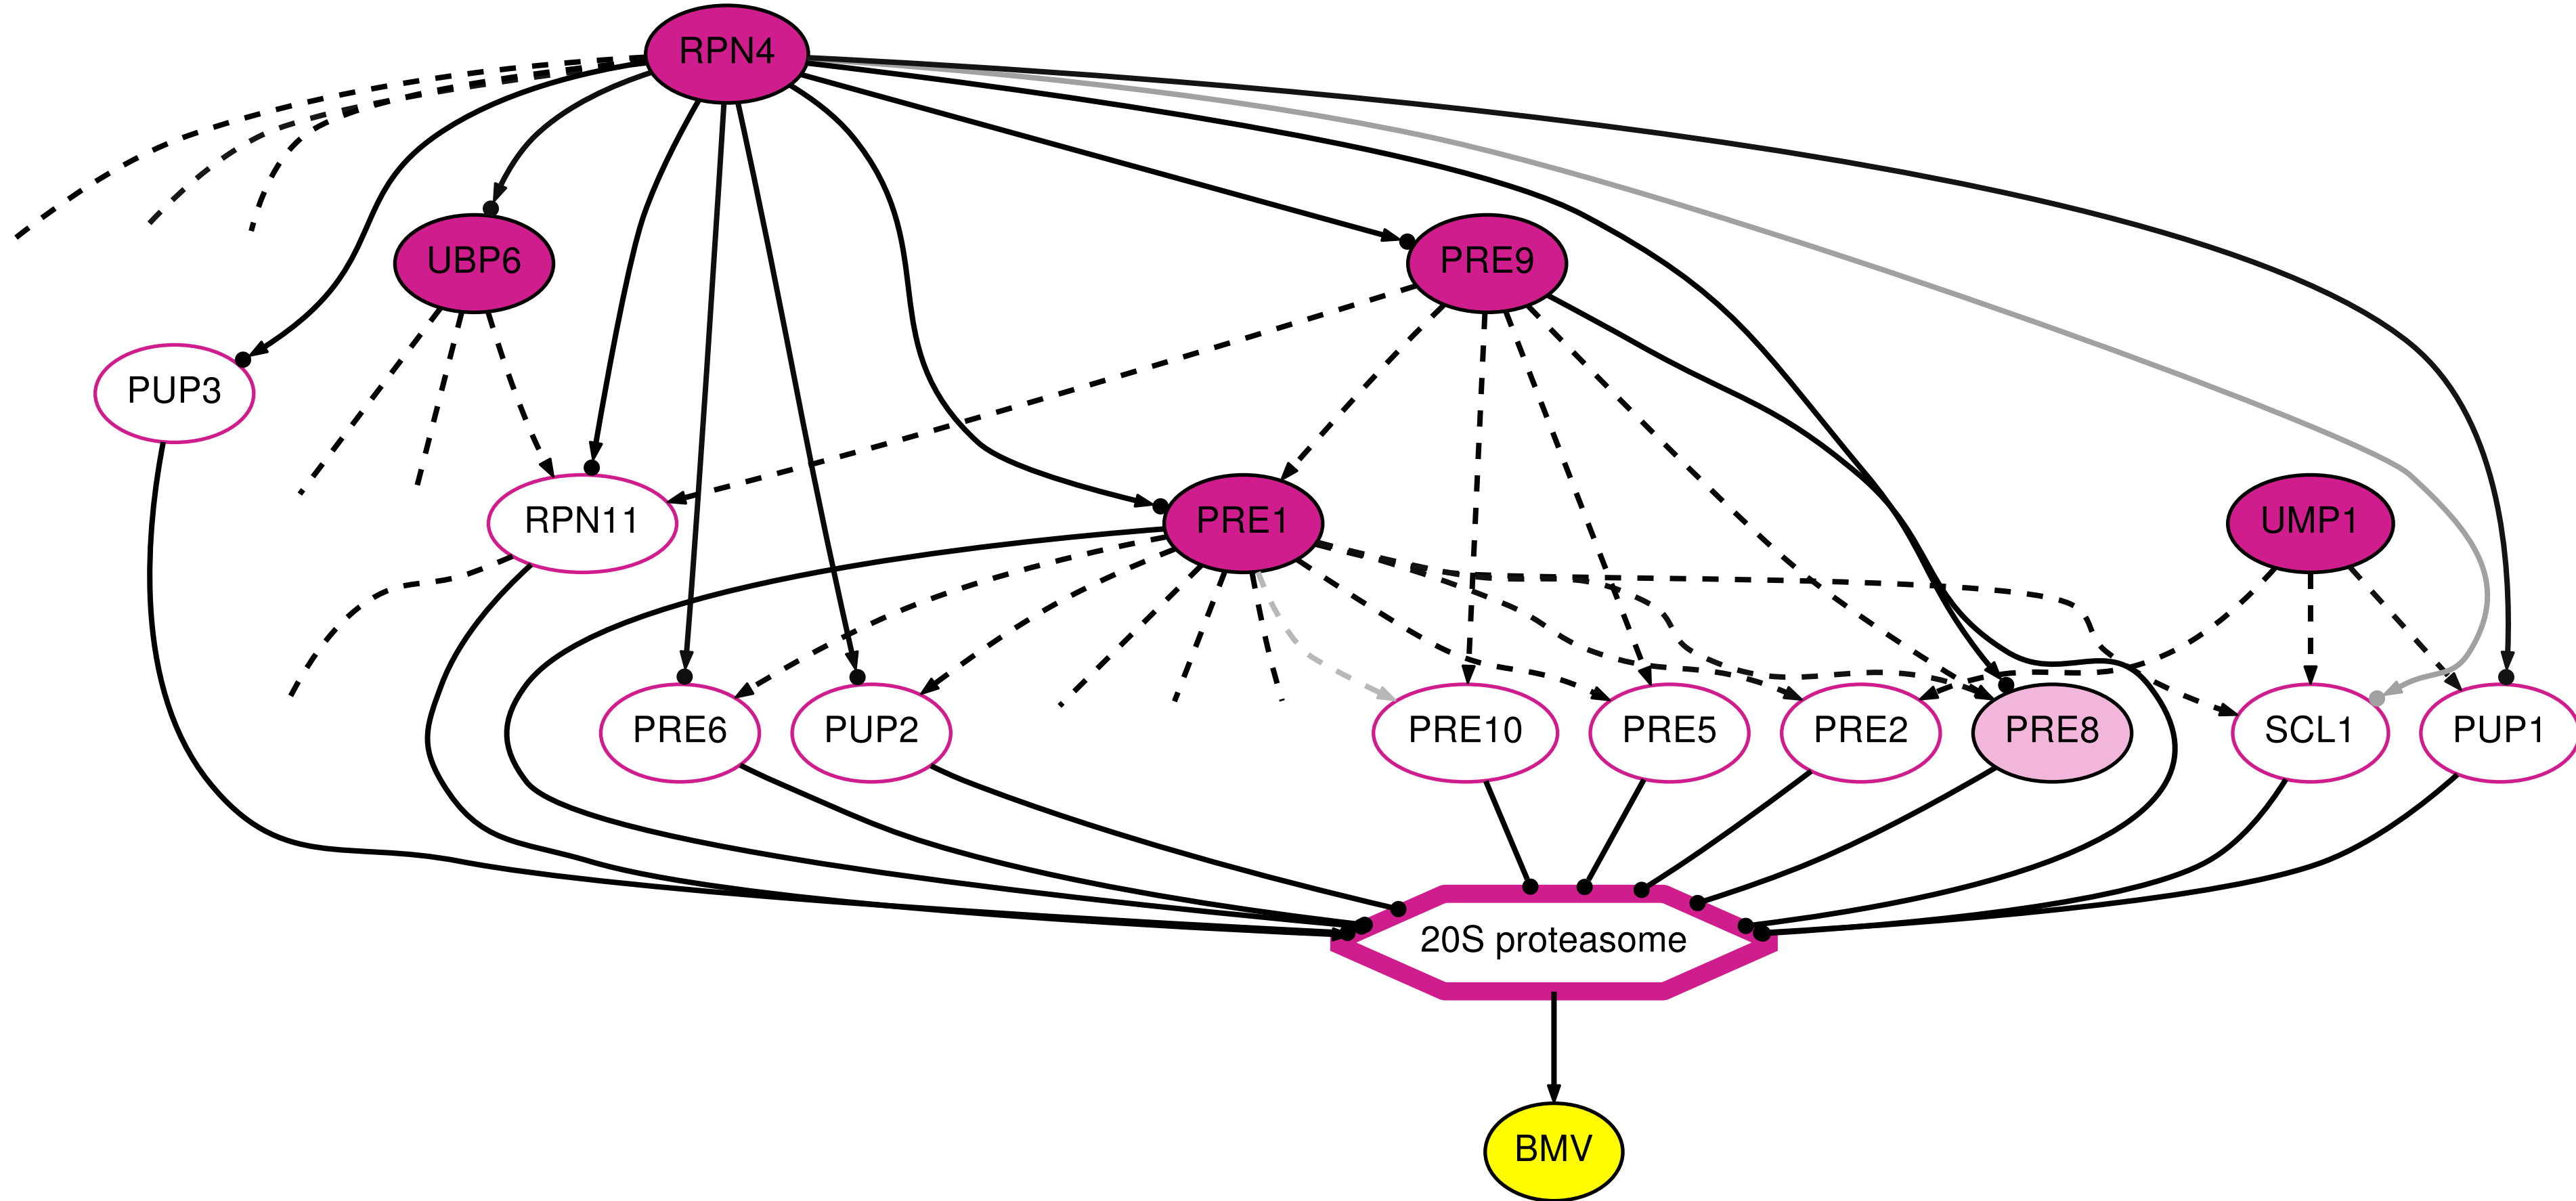 RPN4
UBP6
PRE9
PUP3
RPN11
PRE1
UMP1
PRE6
PUP2
PRE10
PRE5
PRE2
PRE8
SCL1
PUP1
20S proteasome
BMV